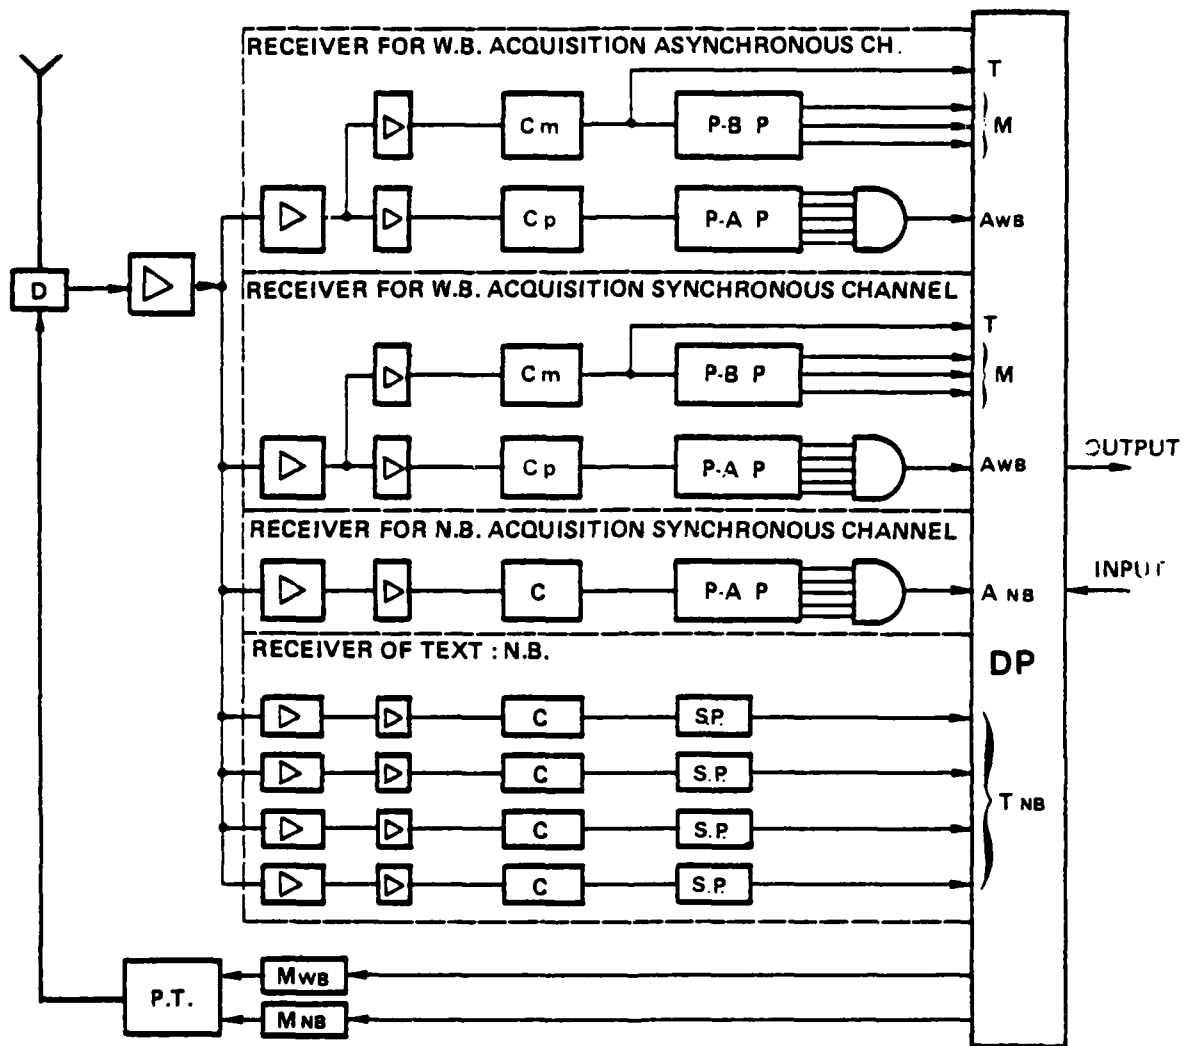 RECEIVER FOR W.B. ACQUISITION ASYNCHRONOUS CH.
T
Cm
P-B P
M
Cp
P-A P
AWB
D
RECEIVER FOR W.B. ACQUISITION SYNCHRONOUS CHANNEL
T
Cm
P-B P
M
OUTPUT
Cp
P-A P
AWB
RECEIVER FOR N.B. ACQUISITION SYNCHRONOUS CHANNEL
INPUT
C
P-A P
A NB
RECEIVER OF TEXT : N.B.
DP
C
S.P.
C
S.P.
T NB
C
S.P.
C
S.P.
P.T.
MWB
MNB